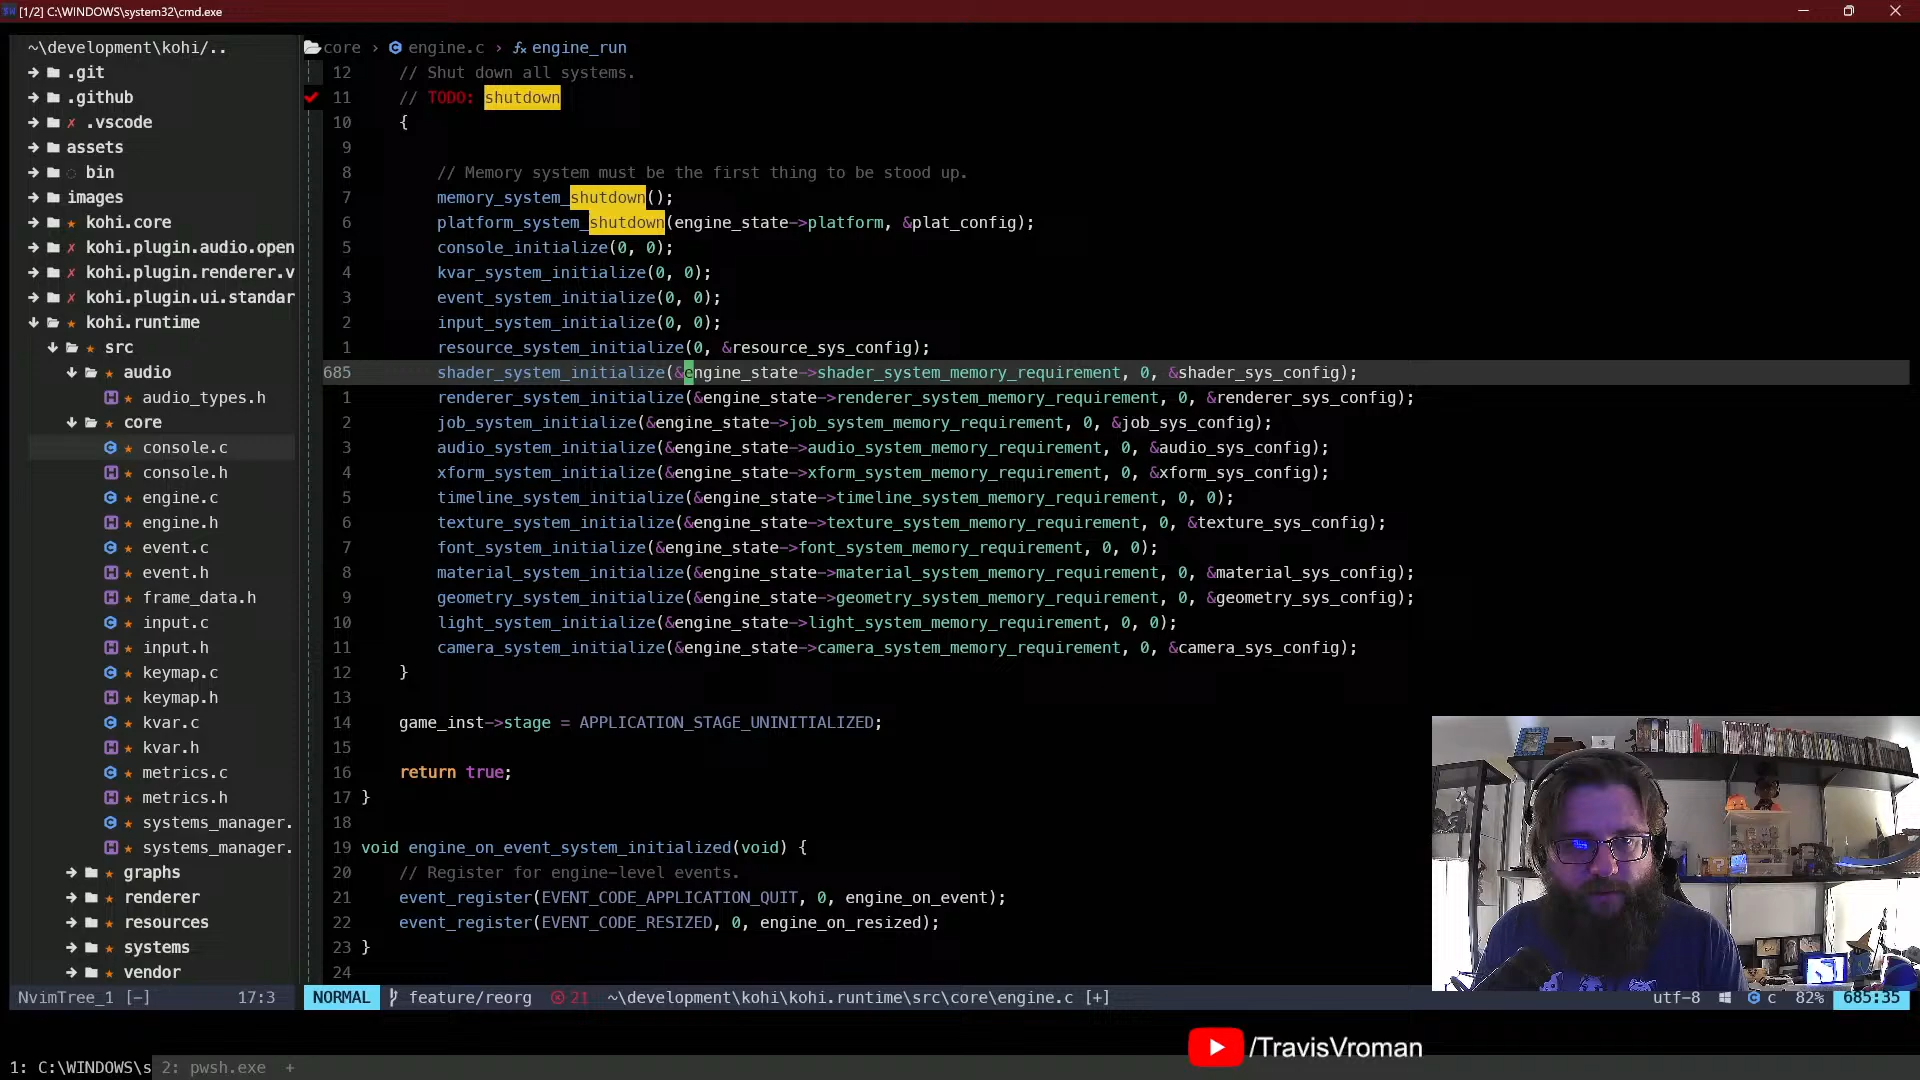 [1/2] C:\WINDOWS\system32\cmd.exe
~\development\kohi/..
.git
.github
✗ .vscode
assets
bin
images
★ kohi.core
✗ kohi.plugin.audio.open
✗ kohi.plugin.renderer.v
✗ kohi.plugin.ui.standar
★ kohi.runtime
★ src
★ audio
★ audio_types.h
★ core
★ console.c
★ console.h
★ engine.c
★ engine.h
★ event.c
★ event.h
★ frame_data.h
★ input.c
★ input.h
★ keymap.c
★ keymap.h
★ kvar.c
★ kvar.h
★ metrics.c
★ metrics.h
★ systems_manager.
★ systems_manager.
★ graphs
★ renderer
★ resources
★ systems
★ vendor
NvimTree_1 [-] 17:3
core › engine.c › engine_run
12 // Shut down all systems.
11 // TODO: shutdown
10 {
9
8 // Memory system must be the first thing to be stood up.
7 memory_system_shutdown();
6 platform_system_shutdown(engine_state->platform, &plat_config);
5 console_initialize(0, 0);
4 kvar_system_initialize(0, 0);
3 event_system_initialize(0, 0);
2 input_system_initialize(0, 0);
1 resource_system_initialize(0, &resource_sys_config);
685 shader_system_initialize(&engine_state->shader_system_memory_requirement, 0, &shader_sys_config);
1 renderer_system_initialize(&engine_state->renderer_system_memory_requirement, 0, &renderer_sys_config);
2 job_system_initialize(&engine_state->job_system_memory_requirement, 0, &job_sys_config);
3 audio_system_initialize(&engine_state->audio_system_memory_requirement, 0, &audio_sys_config);
4 xform_system_initialize(&engine_state->xform_system_memory_requirement, 0, &xform_sys_config);
5 timeline_system_initialize(&engine_state->timeline_system_memory_requirement, 0, 0);
6 texture_system_initialize(&engine_state->texture_system_memory_requirement, 0, &texture_sys_config);
7 font_system_initialize(&engine_state->font_system_memory_requirement, 0, 0);
8 material_system_initialize(&engine_state->material_system_memory_requirement, 0, &material_sys_config);
9 geometry_system_initialize(&engine_state->geometry_system_memory_requirement, 0, &geometry_sys_config);
10 light_system_initialize(&engine_state->light_system_memory_requirement, 0, 0);
11 camera_system_initialize(&engine_state->camera_system_memory_requirement, 0, &camera_sys_config);
12 }
13
14 game_inst->stage = APPLICATION_STAGE_UNINITIALIZED;
15
16 return true;
17 }
18
19 void engine_on_event_system_initialized(void) {
20 // Register for engine-level events.
21 event_register(EVENT_CODE_APPLICATION_QUIT, 0, engine_on_event);
22 event_register(EVENT_CODE_RESIZED, 0, engine_on_resized);
23 }
24
NORMAL feature/reorg 21 ~\development\kohi\kohi.runtime\src\core\engine.c [+] utf-8 c 82% 685:35
/TravisVroman
1: C:\WINDOWS\s 2: pwsh.exe +